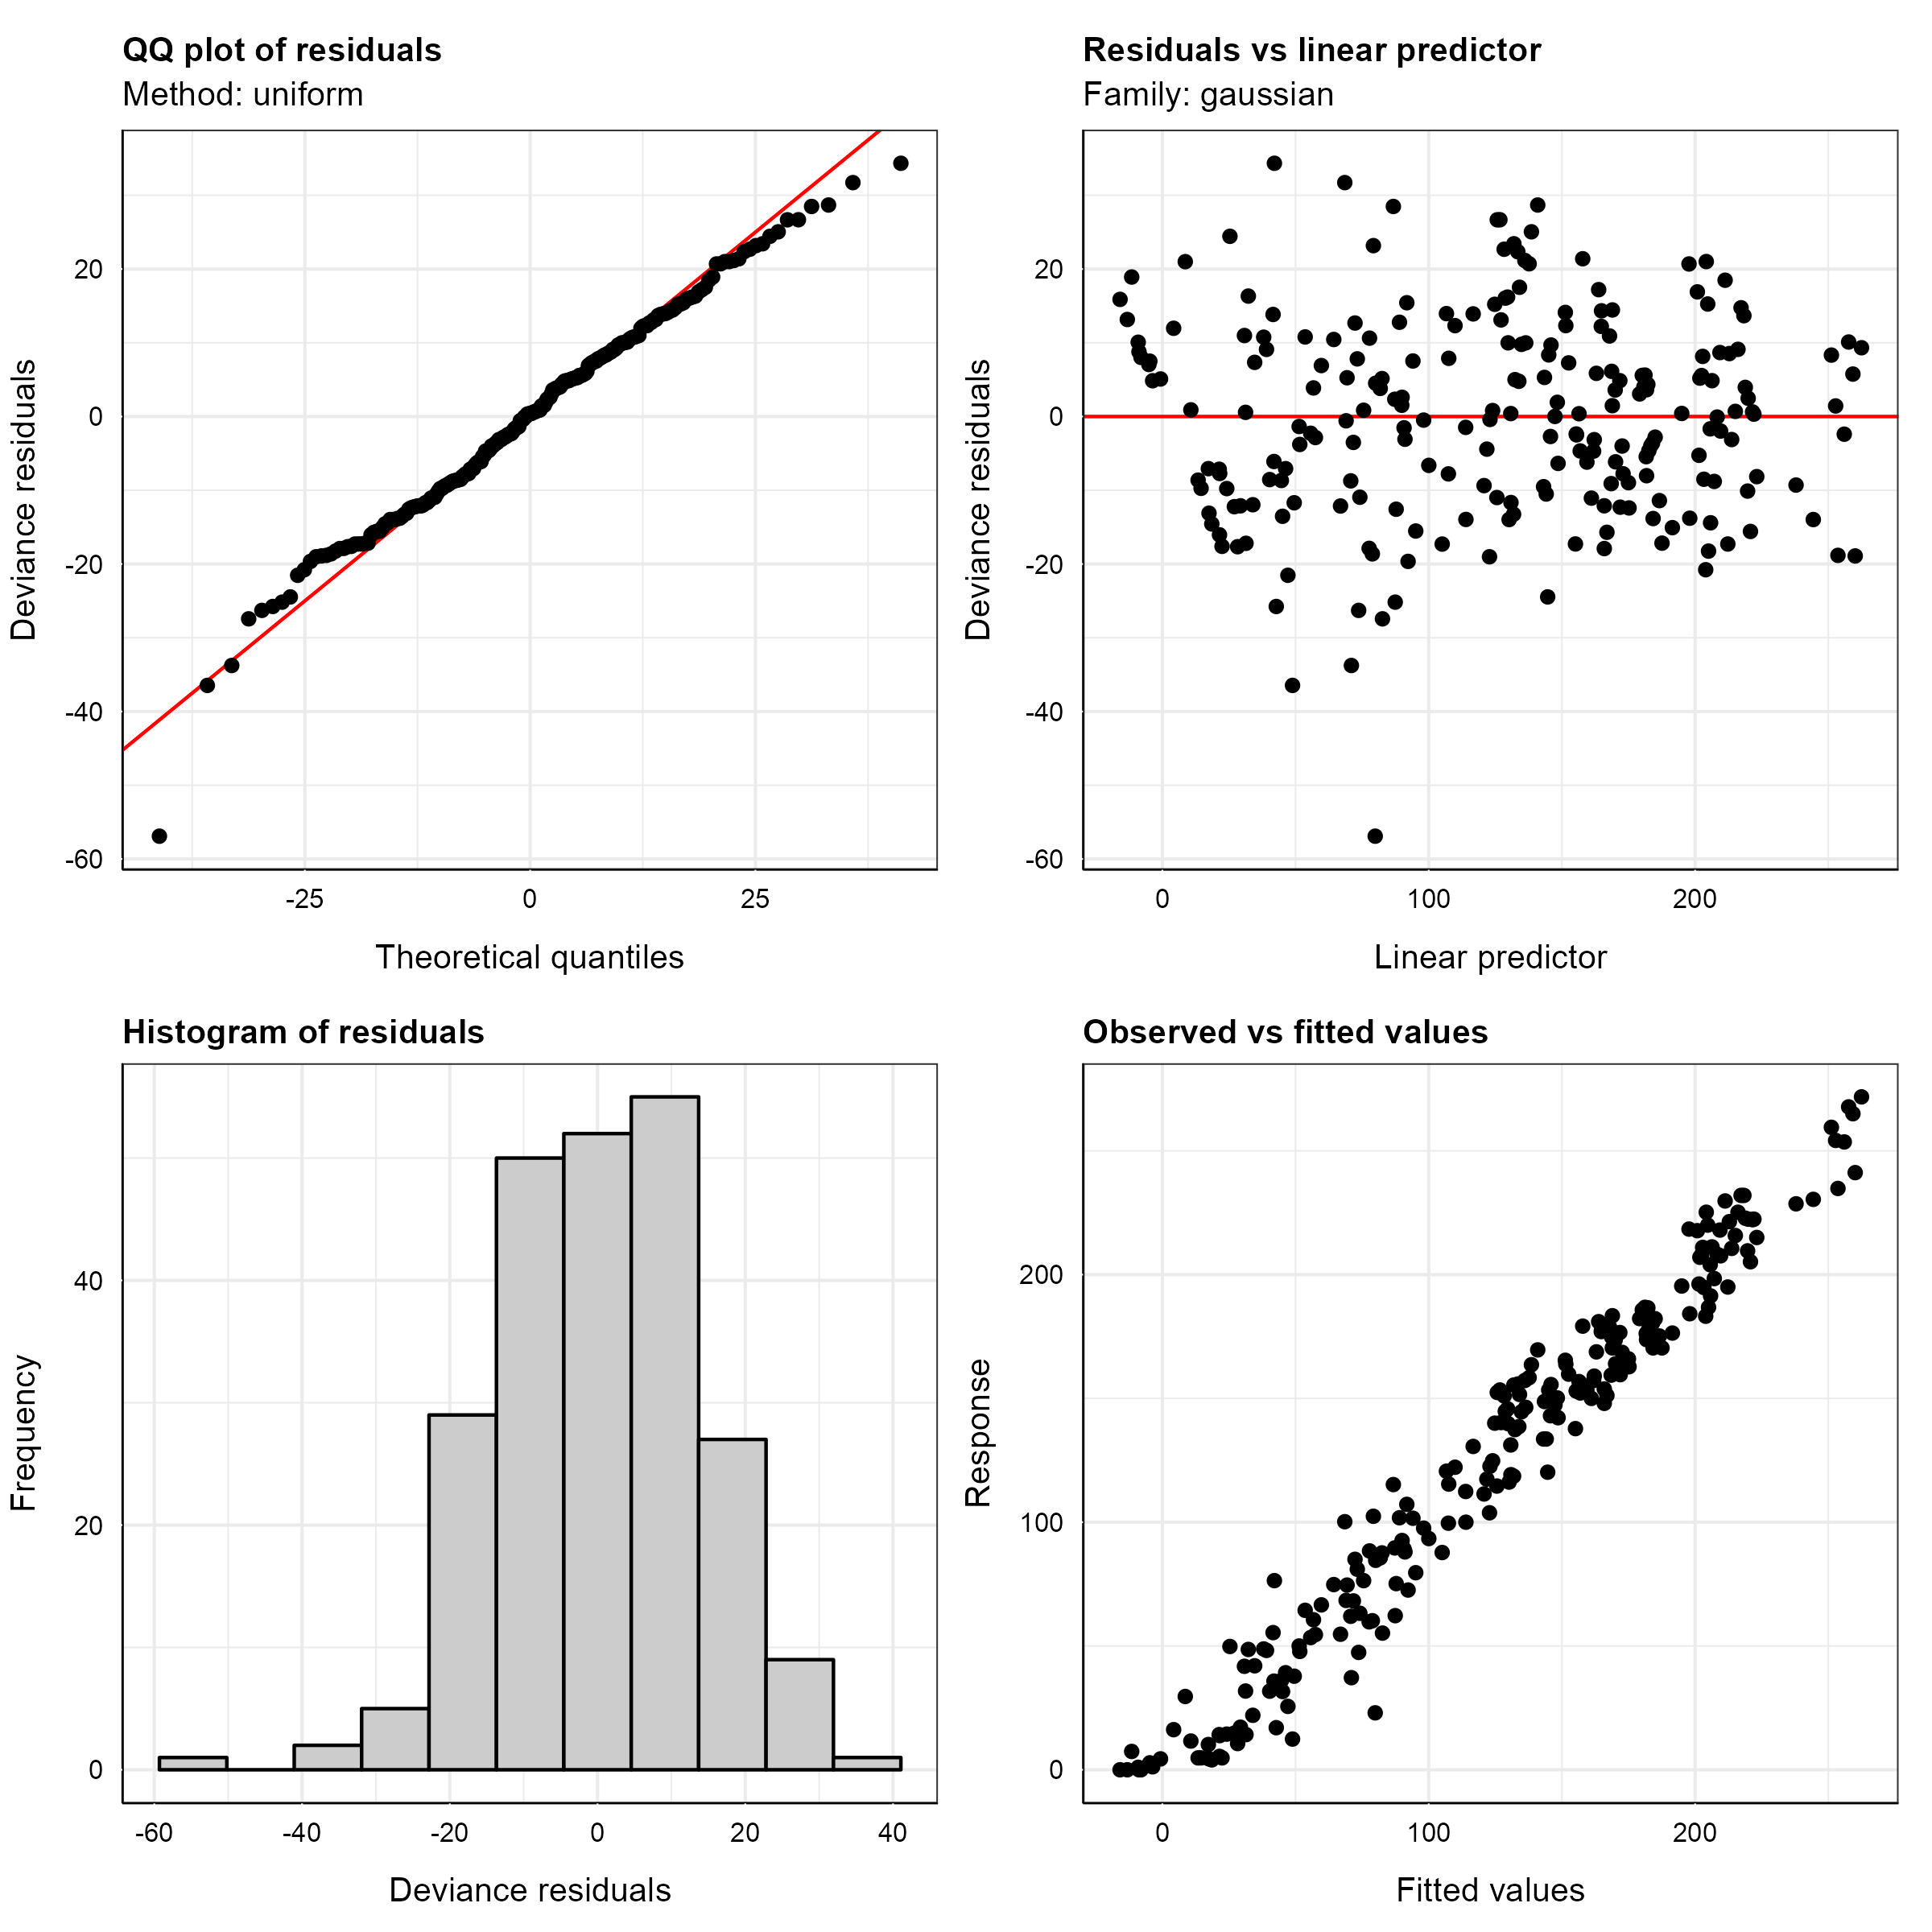 QQ plot of residuals
Method: uniform
Deviance residuals
20
0
-20
-40
-60
-25
0
25
Theoretical quantiles
Residuals vs linear predictor
Family: gaussian
Deviance residuals
20
0
-20
-40
-60
0
100
200
Linear predictor
Histogram of residuals
Frequency
40
20
0
-60
-40
-20
0
20
40
Deviance residuals
Observed vs fitted values
Response
200
100
0
0
100
200
Fitted values